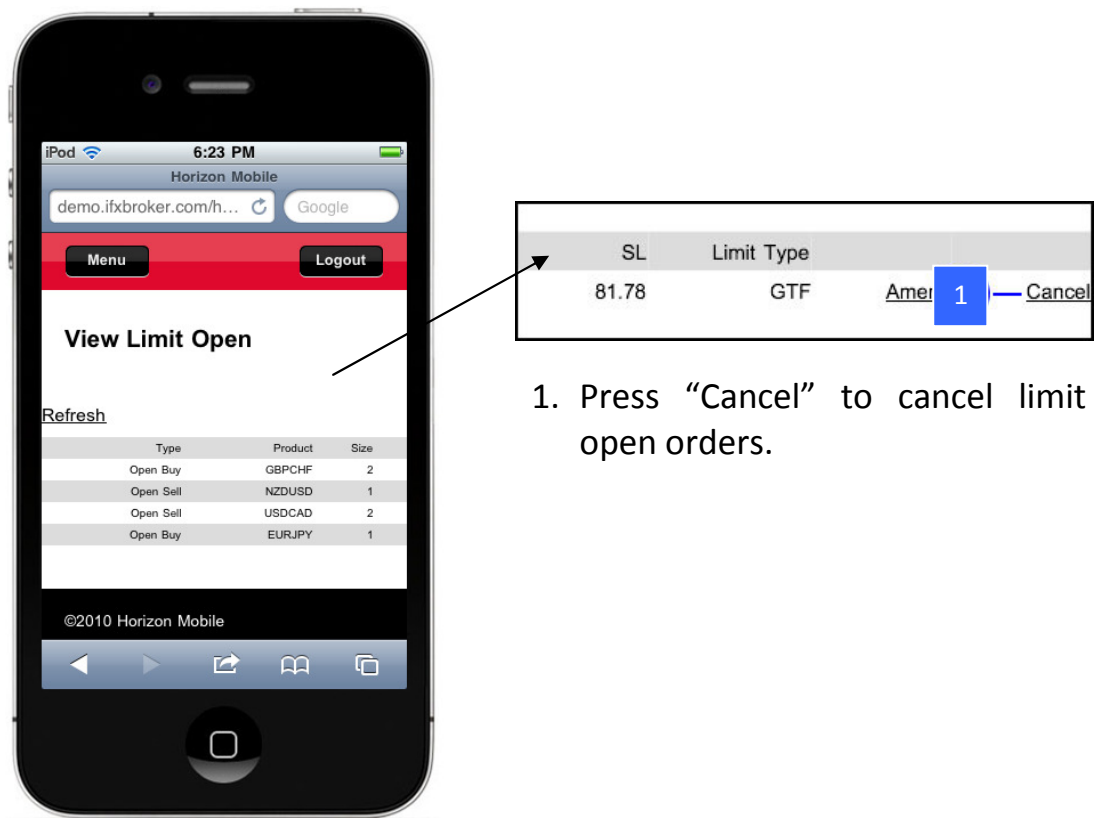 iPod 6:23 PM
Horizon Mobile
demo.ifxbroker.com/h... Google
Menu Logout
View Limit Open
Refresh
Type Product Size
Open Buy GBPCHF 2
Open Sell NZDUSD 1
Open Sell USDCAD 2
Open Buy EURJPY 1
©2010 Horizon Mobile
SL Limit Type
81.78 GTF Amen 1 Cancel
1. Press “Cancel” to cancel limit
open orders.